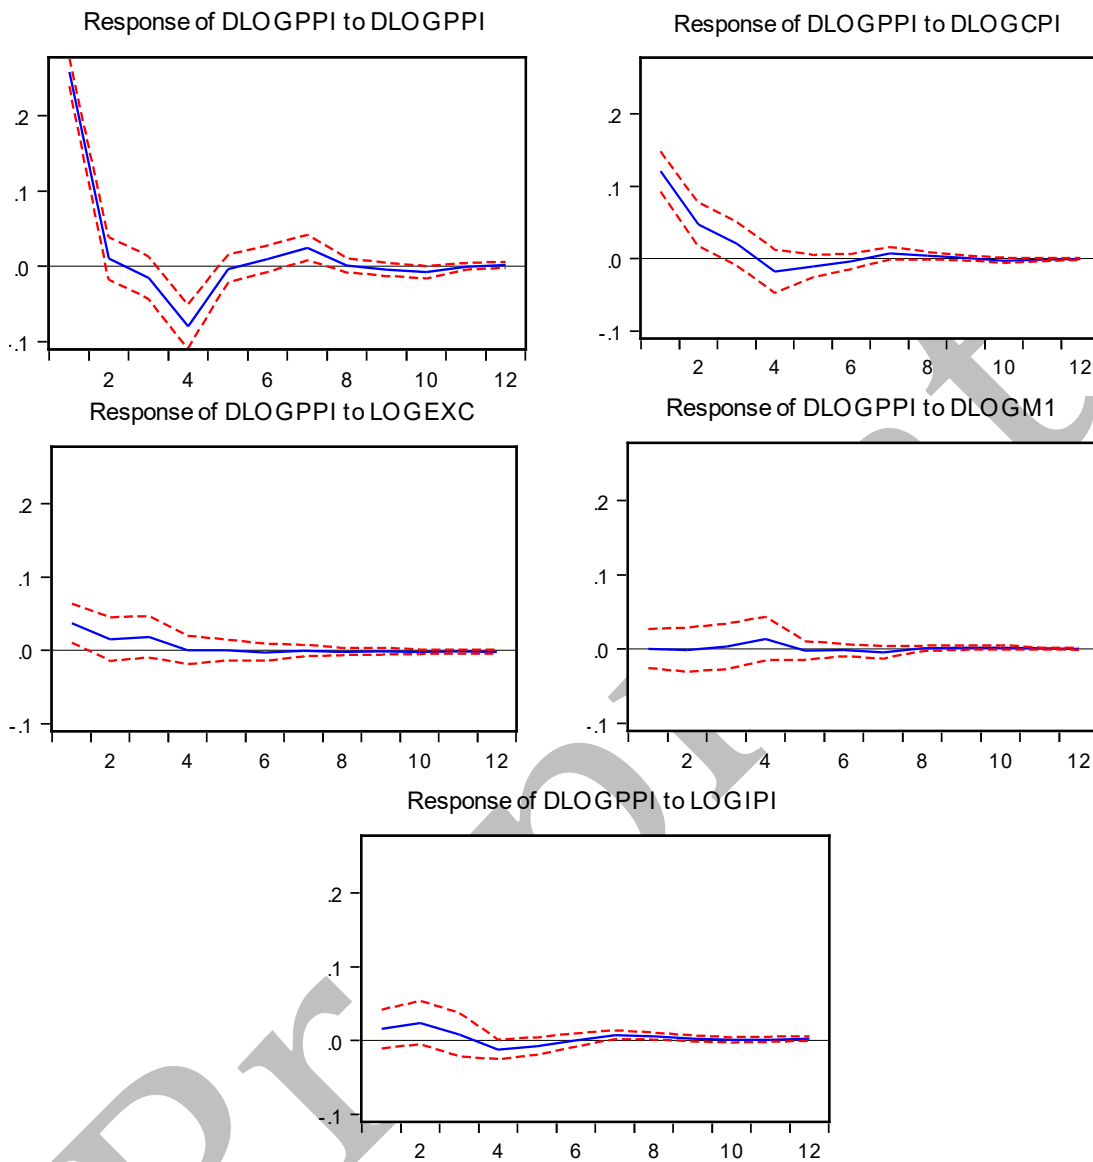 Response of DLOGPPI to DLOGPPI
.2
.1
.0
-.1
2 4 6 8 10 12
Response of DLOGPPI to DLOGCPI
.2
.1
.0
-.1
2 4 6 8 10 12
Response of DLOGPPI to LOGEXC
.2
.1
.0
-.1
2 4 6 8 10 12
Response of DLOGPPI to DLOGM1
.2
.1
.0
-.1
2 4 6 8 10 12
Response of DLOGPPI to LOGIPI
.2
.1
.0
-.1
2 4 6 8 10 12